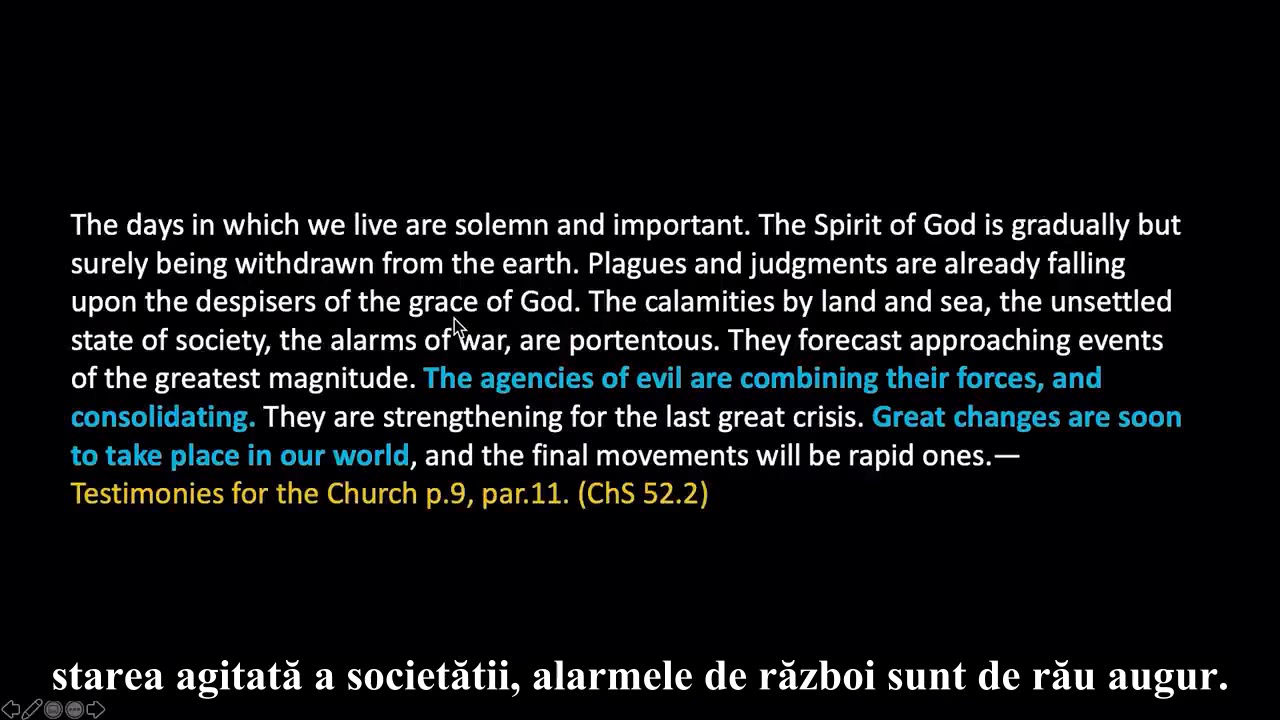 The days in which we live are solemn and important. The Spirit of God is gradually but
surely being withdrawn from the earth. Plagues and judgments are already falling
upon the despisers of the grace of God. The calamities by land and sea, the unsettled
state of society, the alarms of war, are portentous. They forecast approaching events
of the greatest magnitude. The agencies of evil are combining their forces, and
consolidating. They are strengthening for the last great crisis. Great changes are soon
to take place in our world, and the final movements will be rapid ones.—
Testimonies for the Church p.9, par.11. (ChS 52.2)
starea agitată a societătii, alarmele de război sunt de rău augur.